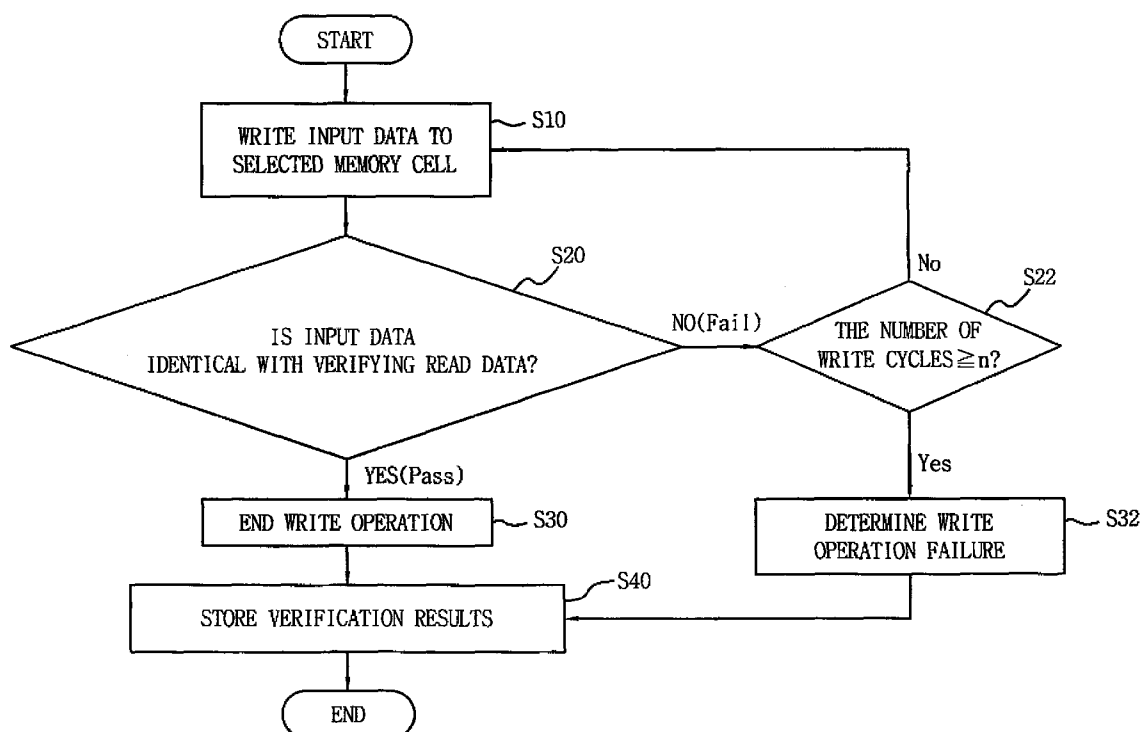 START
WRITE INPUT DATA TO
SELECTED MEMORY CELL
S10
S20
IS INPUT DATA
IDENTICAL WITH VERIFYING READ DATA?
NO(Fail)
No
S22
THE NUMBER OF
WRITE CYCLES≧n?
YES(Pass)
Yes
END WRITE OPERATION
S30
DETERMINE WRITE
OPERATION FAILURE
S32
STORE VERIFICATION RESULTS
S40
END